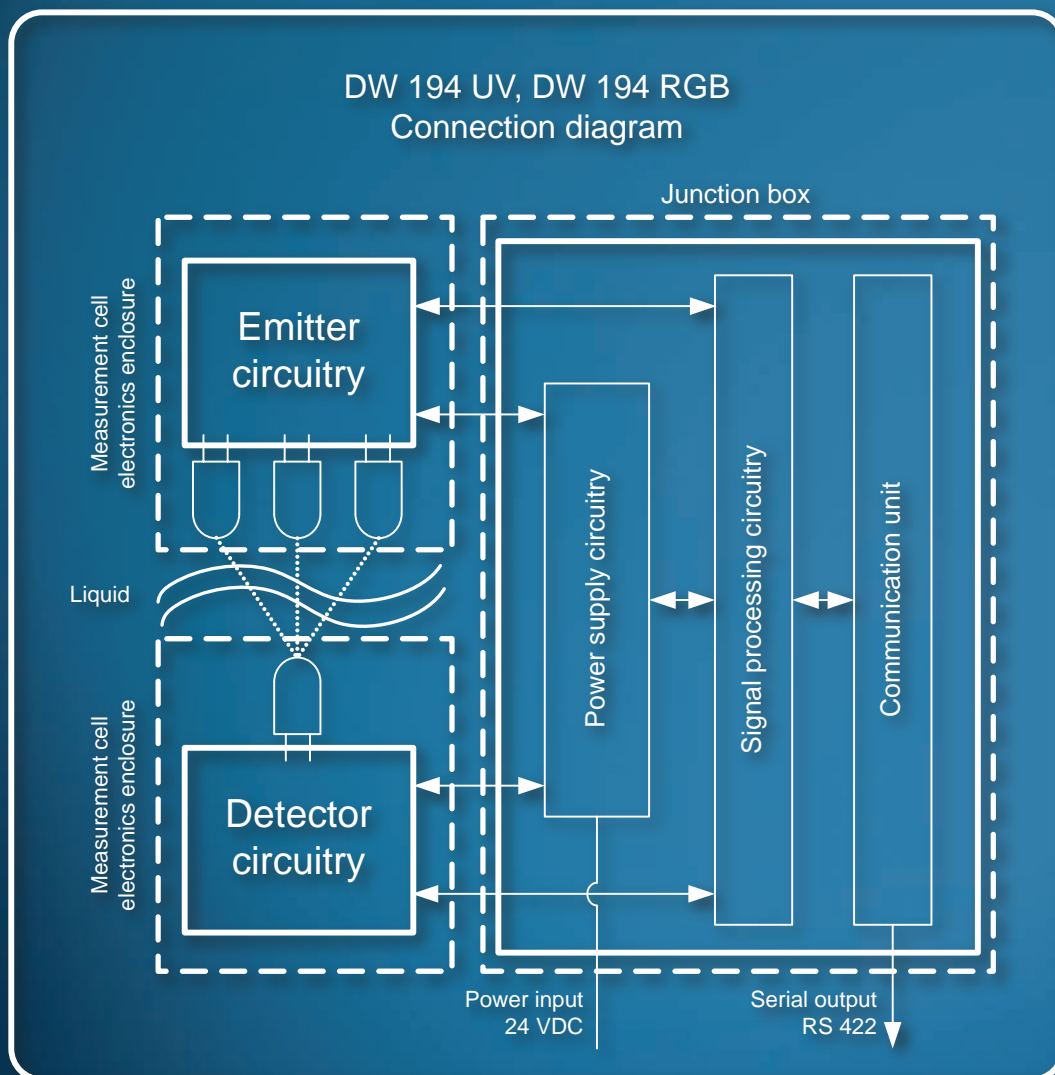 DW 194 UV, DW 194 RGB
Connection diagram
Junction box
Measurement cell
electronics enclosure
Emitter
circuitry
Power supply circuitry
Signal processing circuitry
Communication unit
Liquid
Measurement cell
electronics enclosure
Detector
circuitry
Power input
24 VDC
Serial output
RS 422